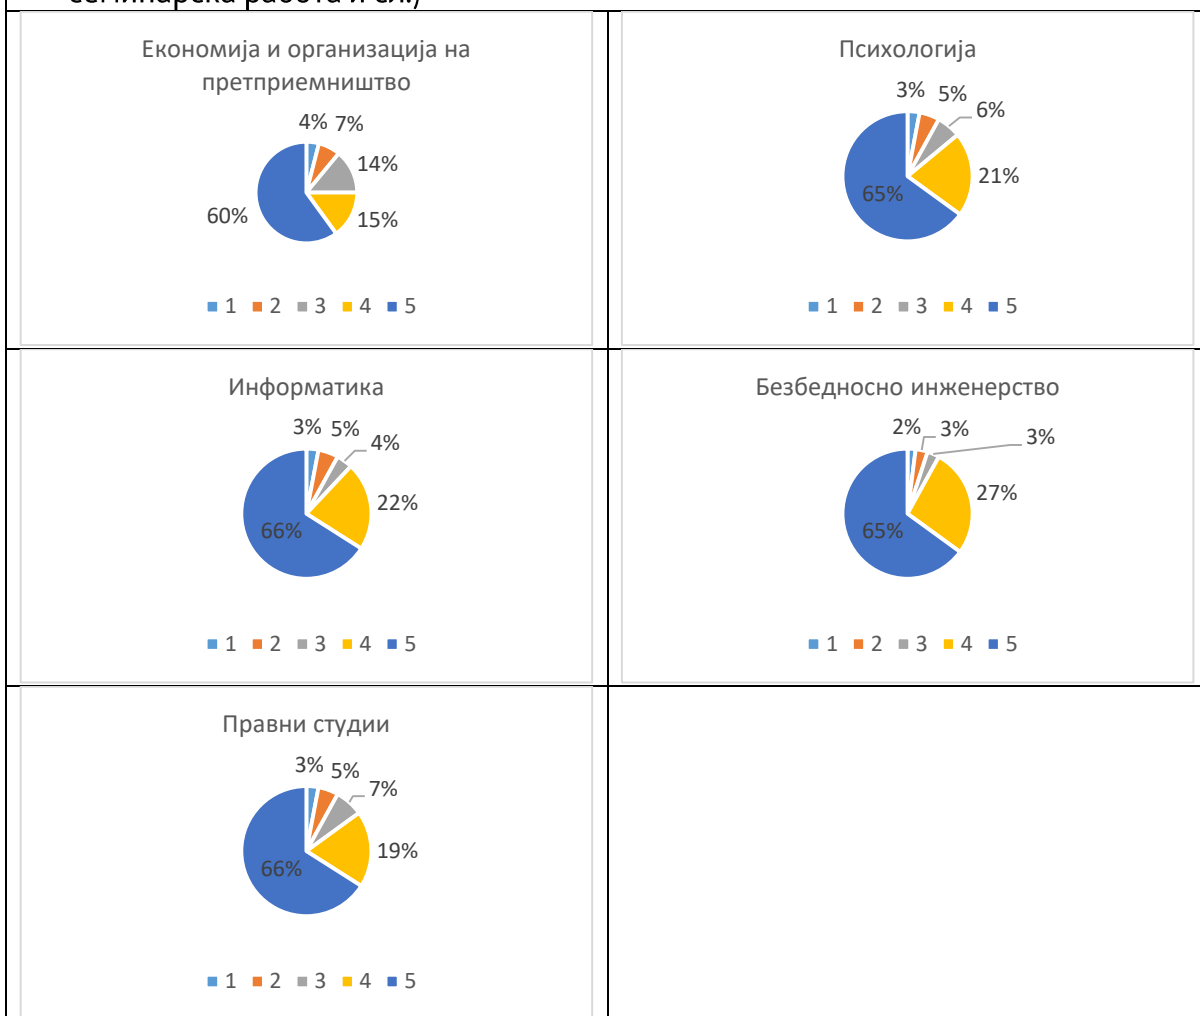 семинарска работа и сл.)
Економија и организација на
претприемништво
4% 7%
14%
15%
60%
1 2 3 4 5
Психологија
3% 5%
6%
21%
65%
1 2 3 4 5
Информатика
3% 5%
4%
22%
66%
1 2 3 4 5
Безбедносно инженерство
2% 3%
3%
27%
65%
1 2 3 4 5
Правни студии
3% 5%
7%
19%
66%
1 2 3 4 5